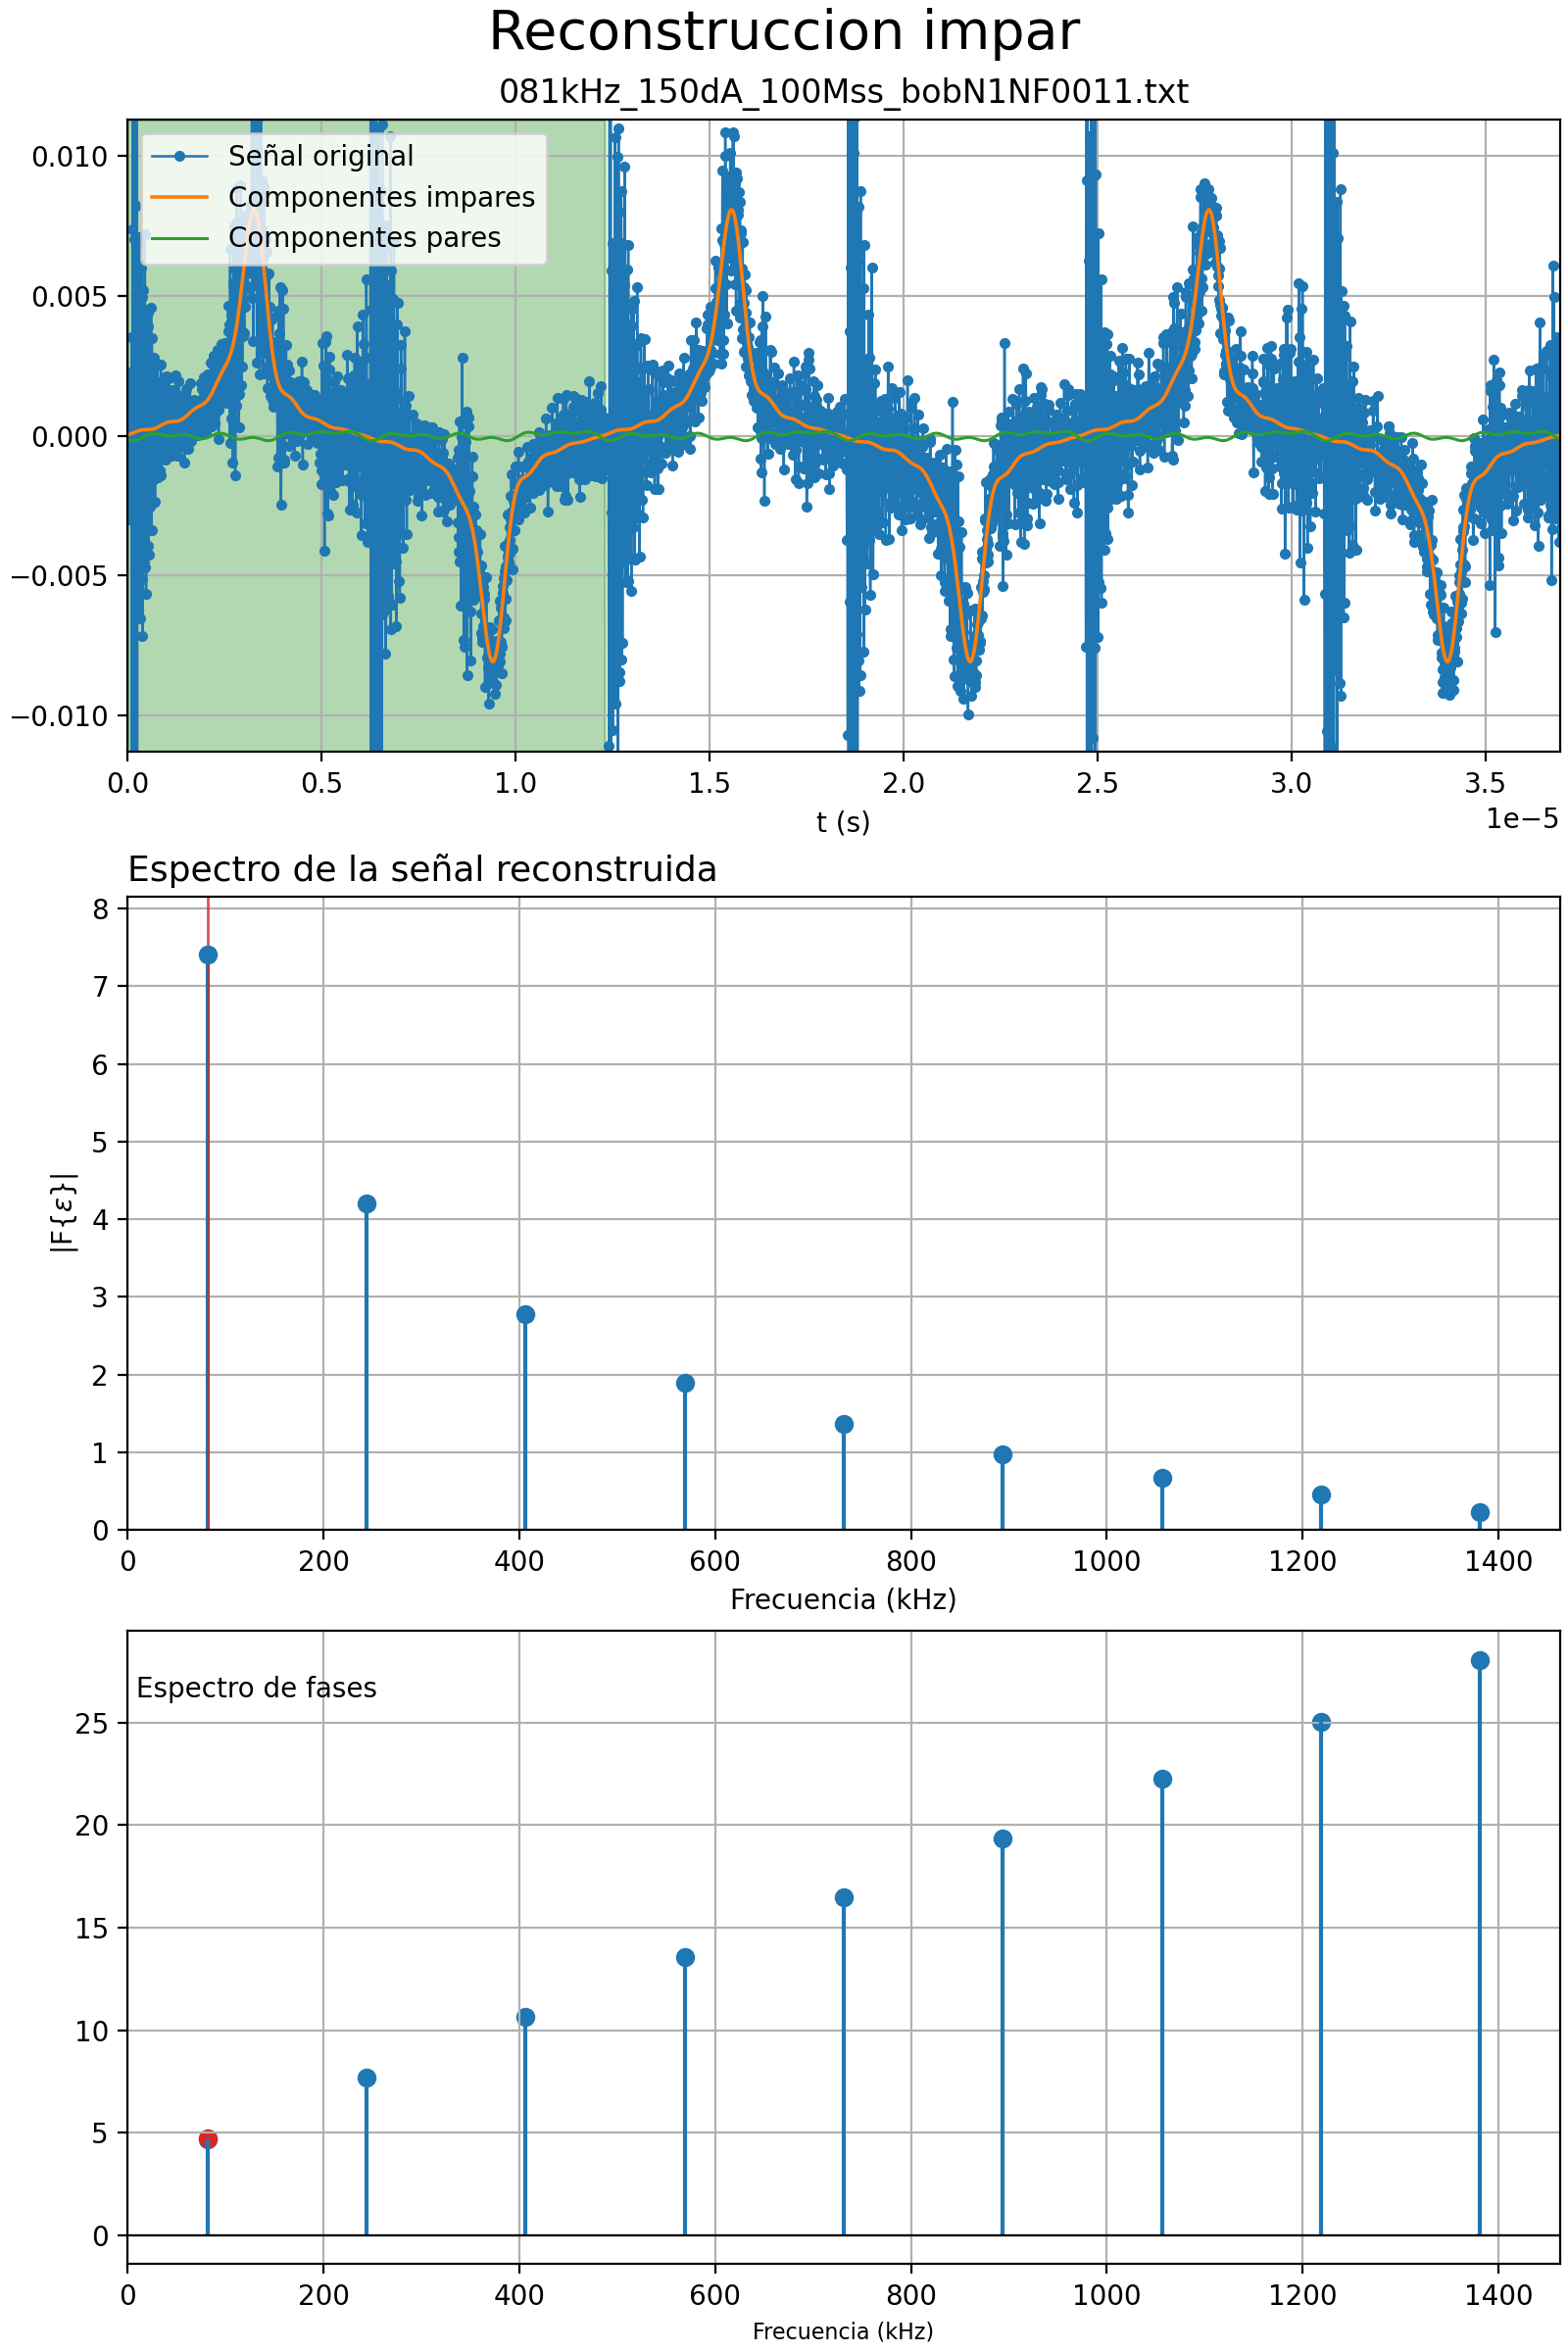 Reconstruccion impar
081kHz_150dA_100Mss_bobN1NF0011.txt
Señal original
Componentes impares
Componentes pares
0.010
0.005
0.000
−0.005
−0.010
0.0 0.5 1.0 1.5 2.0 2.5 3.0 3.5
t (s)
1e−5
Espectro de la señal reconstruida
8
7
6
5
4
3
2
1
0
|F{ε}|
0 200 400 600 800 1000 1200 1400
Frecuencia (kHz)
Espectro de fases
25
20
15
10
5
0
0 200 400 600 800 1000 1200 1400
Frecuencia (kHz)